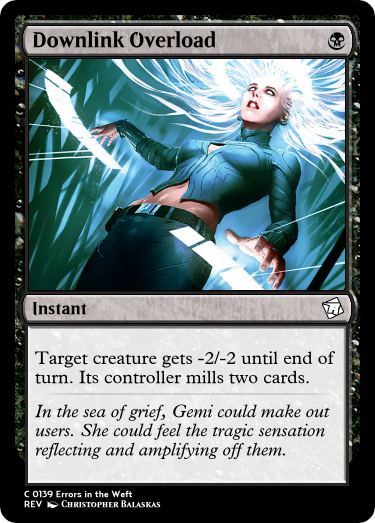 Downlink Overload
Instant
Target creature gets -2/-2 until end of
turn. Its controller mills two cards.
In the sea of grief, Gemi could make out
users. She could feel the tragic sensation
reflecting and amplifying off them.
C 0139 Errors in the Weft
REV Christopher Balaskas